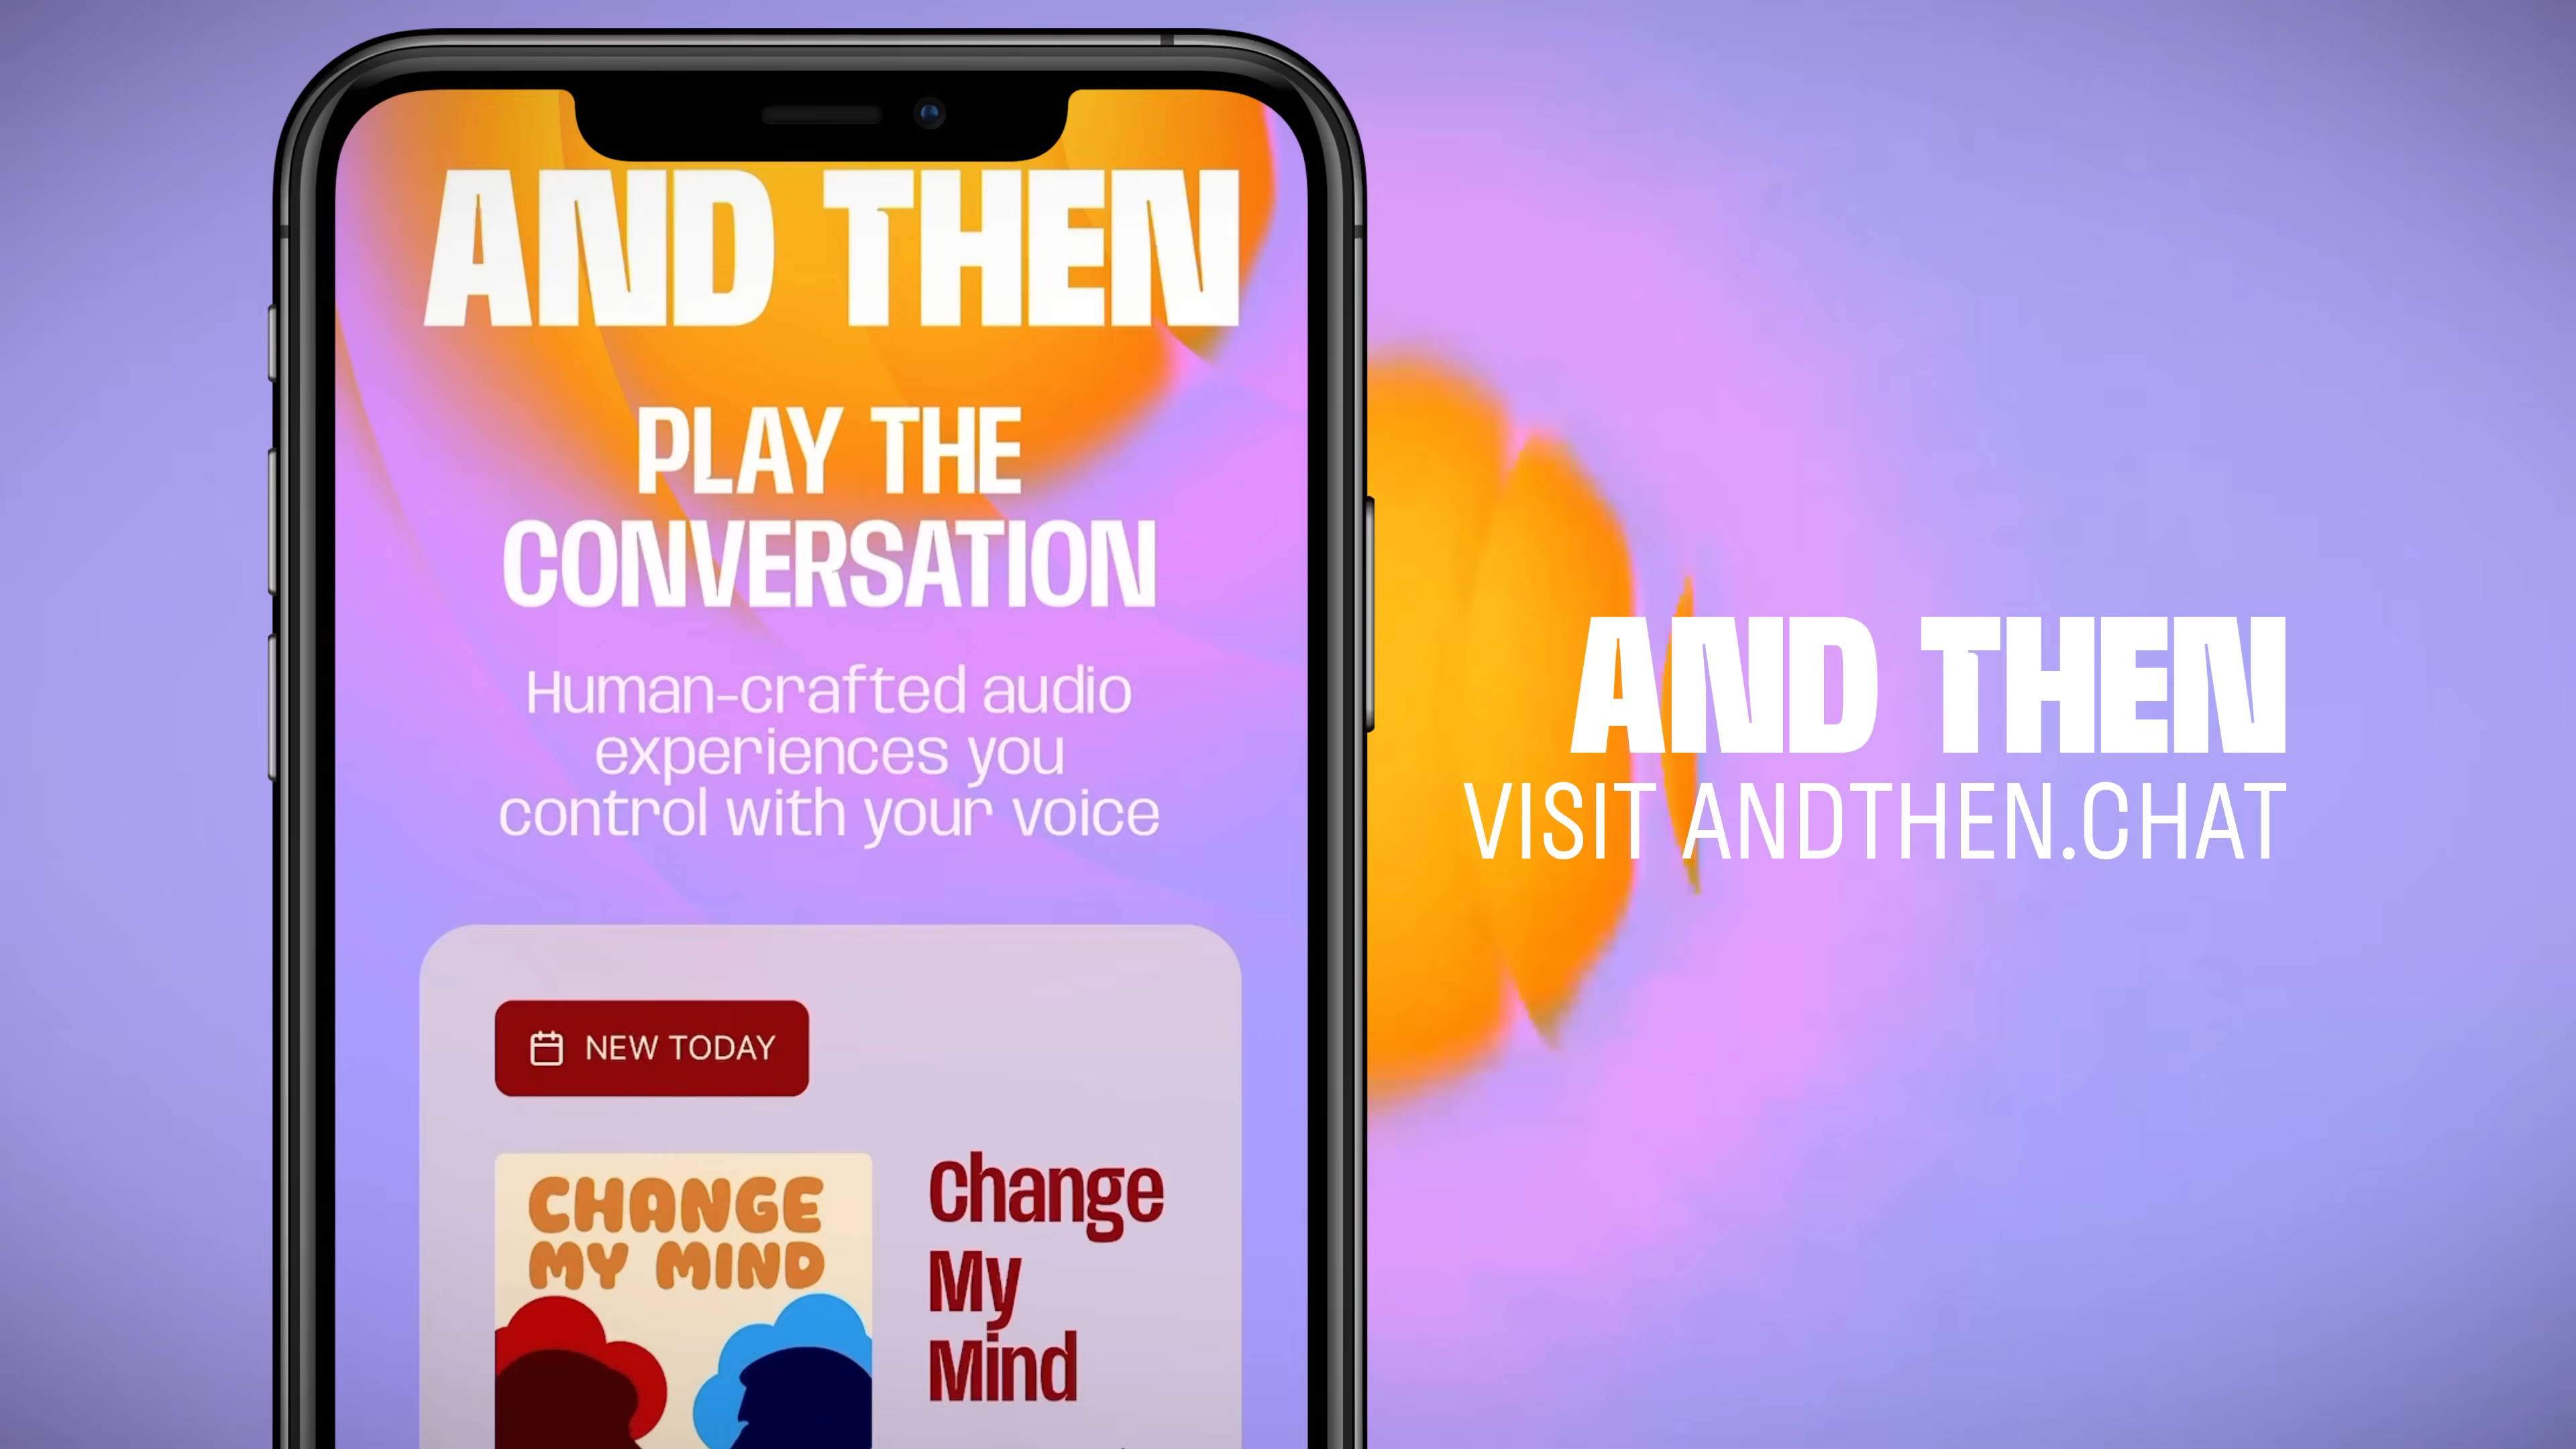 AND THEN
PLAY THE
CONVERSATION
Human-crafted audio
experiences you
control with your voice
NEW TODAY
CHANGE
MY MIND
Change
My
Mind
AND THEN
VISIT ANDTHEN.CHAT